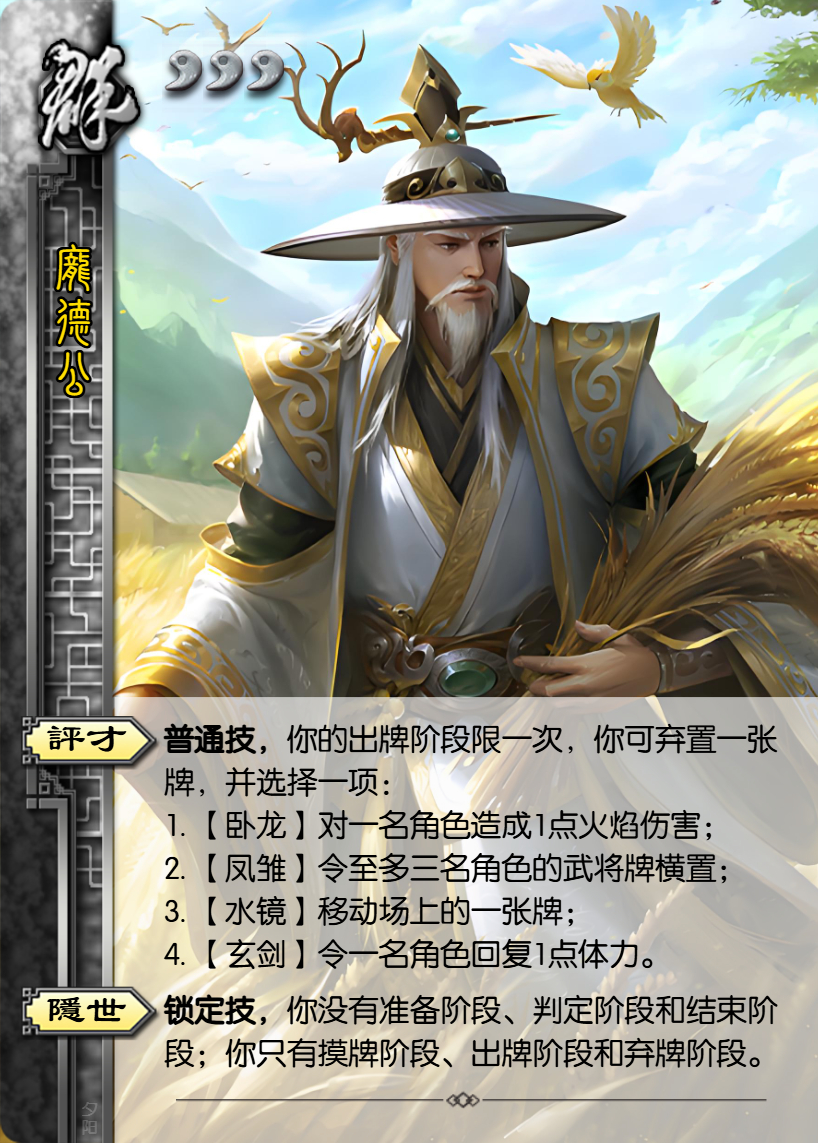 群
龐德公
評才
普通技，你的出牌阶段限一次，你可弃置一张
牌，并选择一项：
1.【卧龙】对一名角色造成1点火焰伤害；
2.【凤雏】令至多三名角色的武将牌横置；
3.【水镜】移动场上的一张牌；
4.【玄剑】令一名角色回复1点体力。
隱世
锁定技，你没有准备阶段、判定阶段和结束阶
段；你只有摸牌阶段、出牌阶段和弃牌阶段。
夕阳